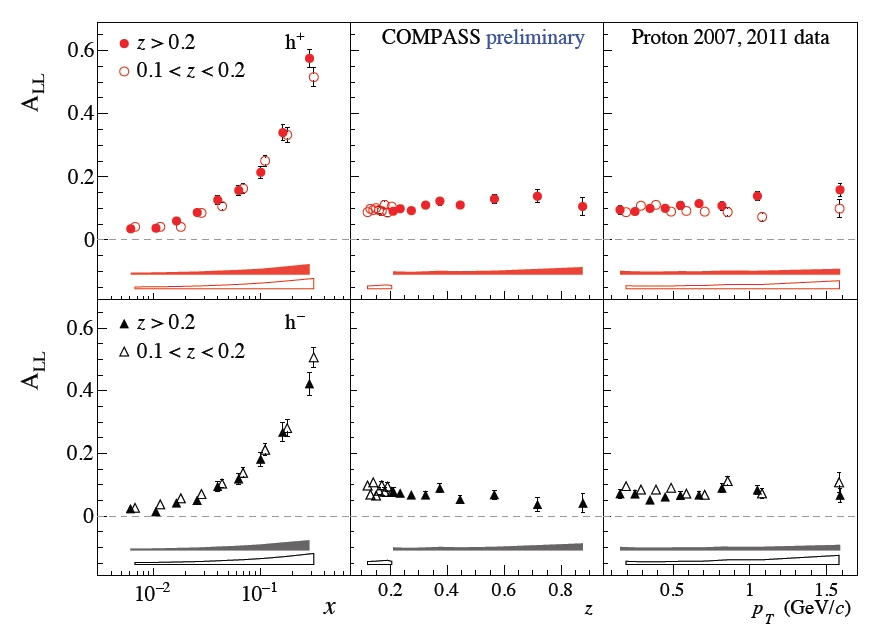 COMPASS preliminary
Proton 2007, 2011 data
A_LL
0.6
0.4
0.2
0
z > 0.2
0.1 < z < 0.2
h⁺
A_LL
0.6
0.4
0.2
0
z > 0.2
0.1 < z < 0.2
h⁻
10⁻² 10⁻¹
x
0.2 0.4 0.6 0.8
z
0.5 1 1.5
p_T (GeV/c)